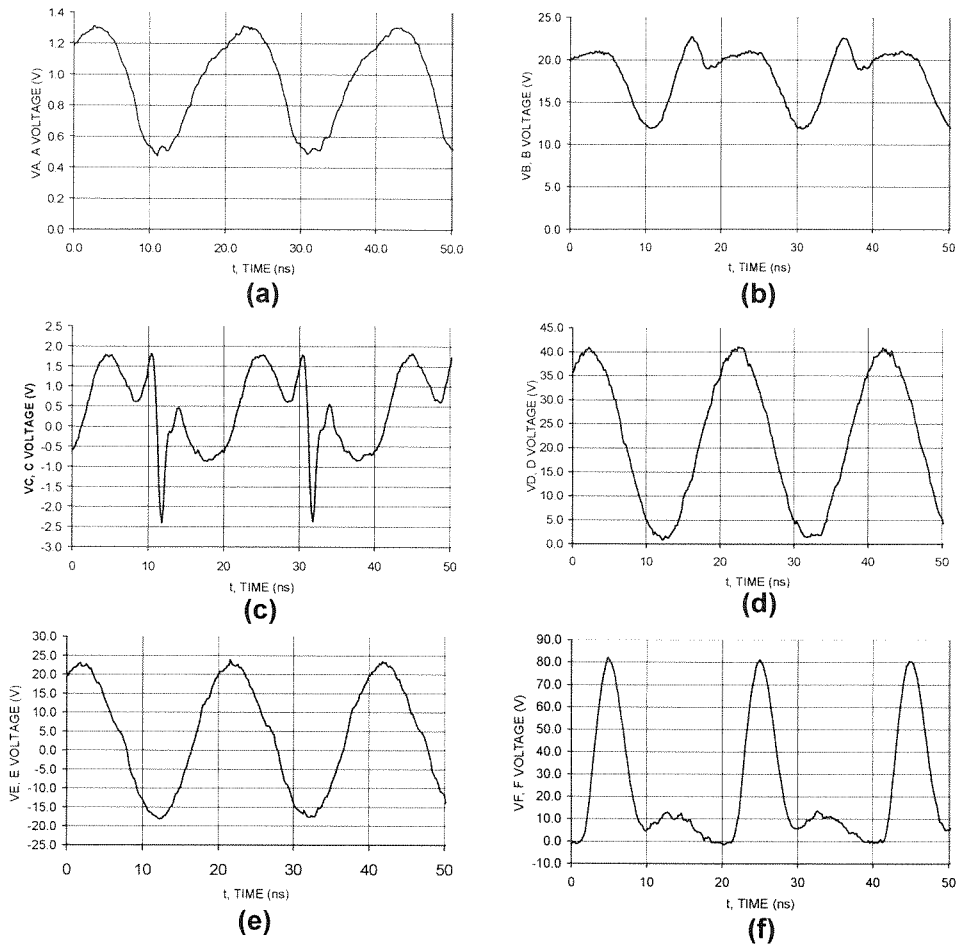 VA, A VOLTAGE (V)
1.4
1.2
1.0
0.8
0.6
0.4
0.2
0.0
0.0 10.0 20.0 30.0 40.0 50.0
t, TIME (ns)
(a)
VB, B VOLTAGE (V)
25.0
20.0
15.0
10.0
5.0
0.0
0 10 20 30 40 50
t, TIME (ns)
(b)
VC, C VOLTAGE (V)
2.5
2.0
1.5
1.0
0.5
0.0
-0.5
-1.0
-1.5
-2.0
-2.5
-3.0
0 10 20 30 40 50
t, TIME (ns)
(c)
VD, D VOLTAGE (V)
45.0
40.0
35.0
30.0
25.0
20.0
15.0
10.0
5.0
0.0
0 10 20 30 40 50
t, TIME (ns)
(d)
VE, E VOLTAGE (V)
30.0
25.0
20.0
15.0
10.0
5.0
0.0
-5.0
-10.0
-15.0
-20.0
-25.0
0 10 20 30 40 50
t, TIME (ns)
(e)
VF, F VOLTAGE (V)
90.0
80.0
70.0
60.0
50.0
40.0
30.0
20.0
10.0
0.0
-10.0
0 10 20 30 40 50
t, TIME (ns)
(f)